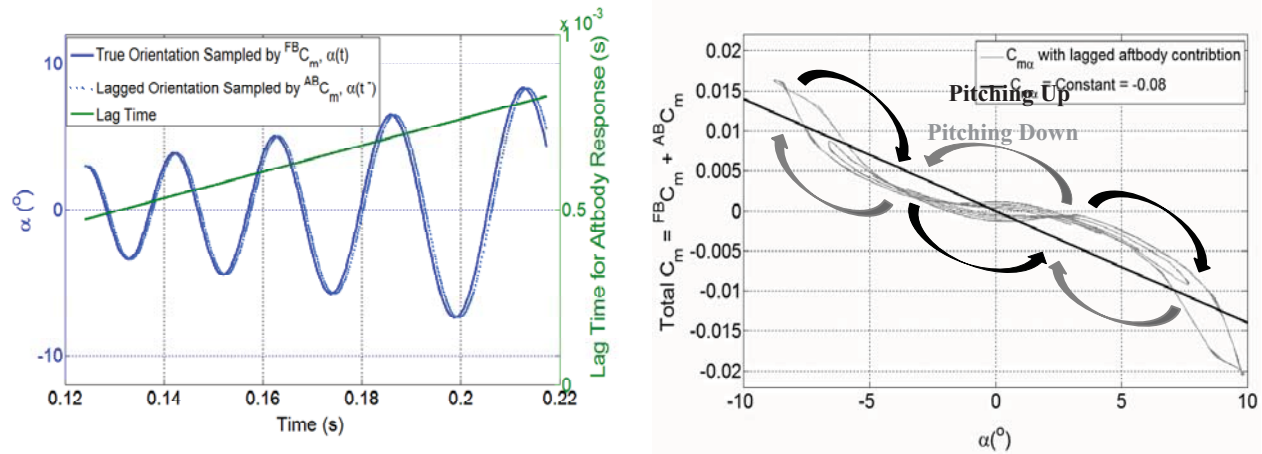 × 10⁻³
True Orientation Sampled by ᶠᴮCₘ, α(t)
Lagged Orientation Sampled by ᴬᴮCₘ, α(t⁻)
Lag Time
α (°)
10
0
-10
0.12
0.14
0.16
0.18
0.2
0.22
Time (s)
1
0.5
0
Lag Time for Aftbody Response (s)
Total Cₘ = ᶠᴮCₘ + ᴬᴮCₘ
0.02
0.015
0.01
0.005
0
-0.005
-0.01
-0.015
-0.02
Cₘα with lagged aftbody contribtion
Cₘα = Constant = -0.08
Pitching Up
Pitching Down
-10
-5
0
5
10
α(°)